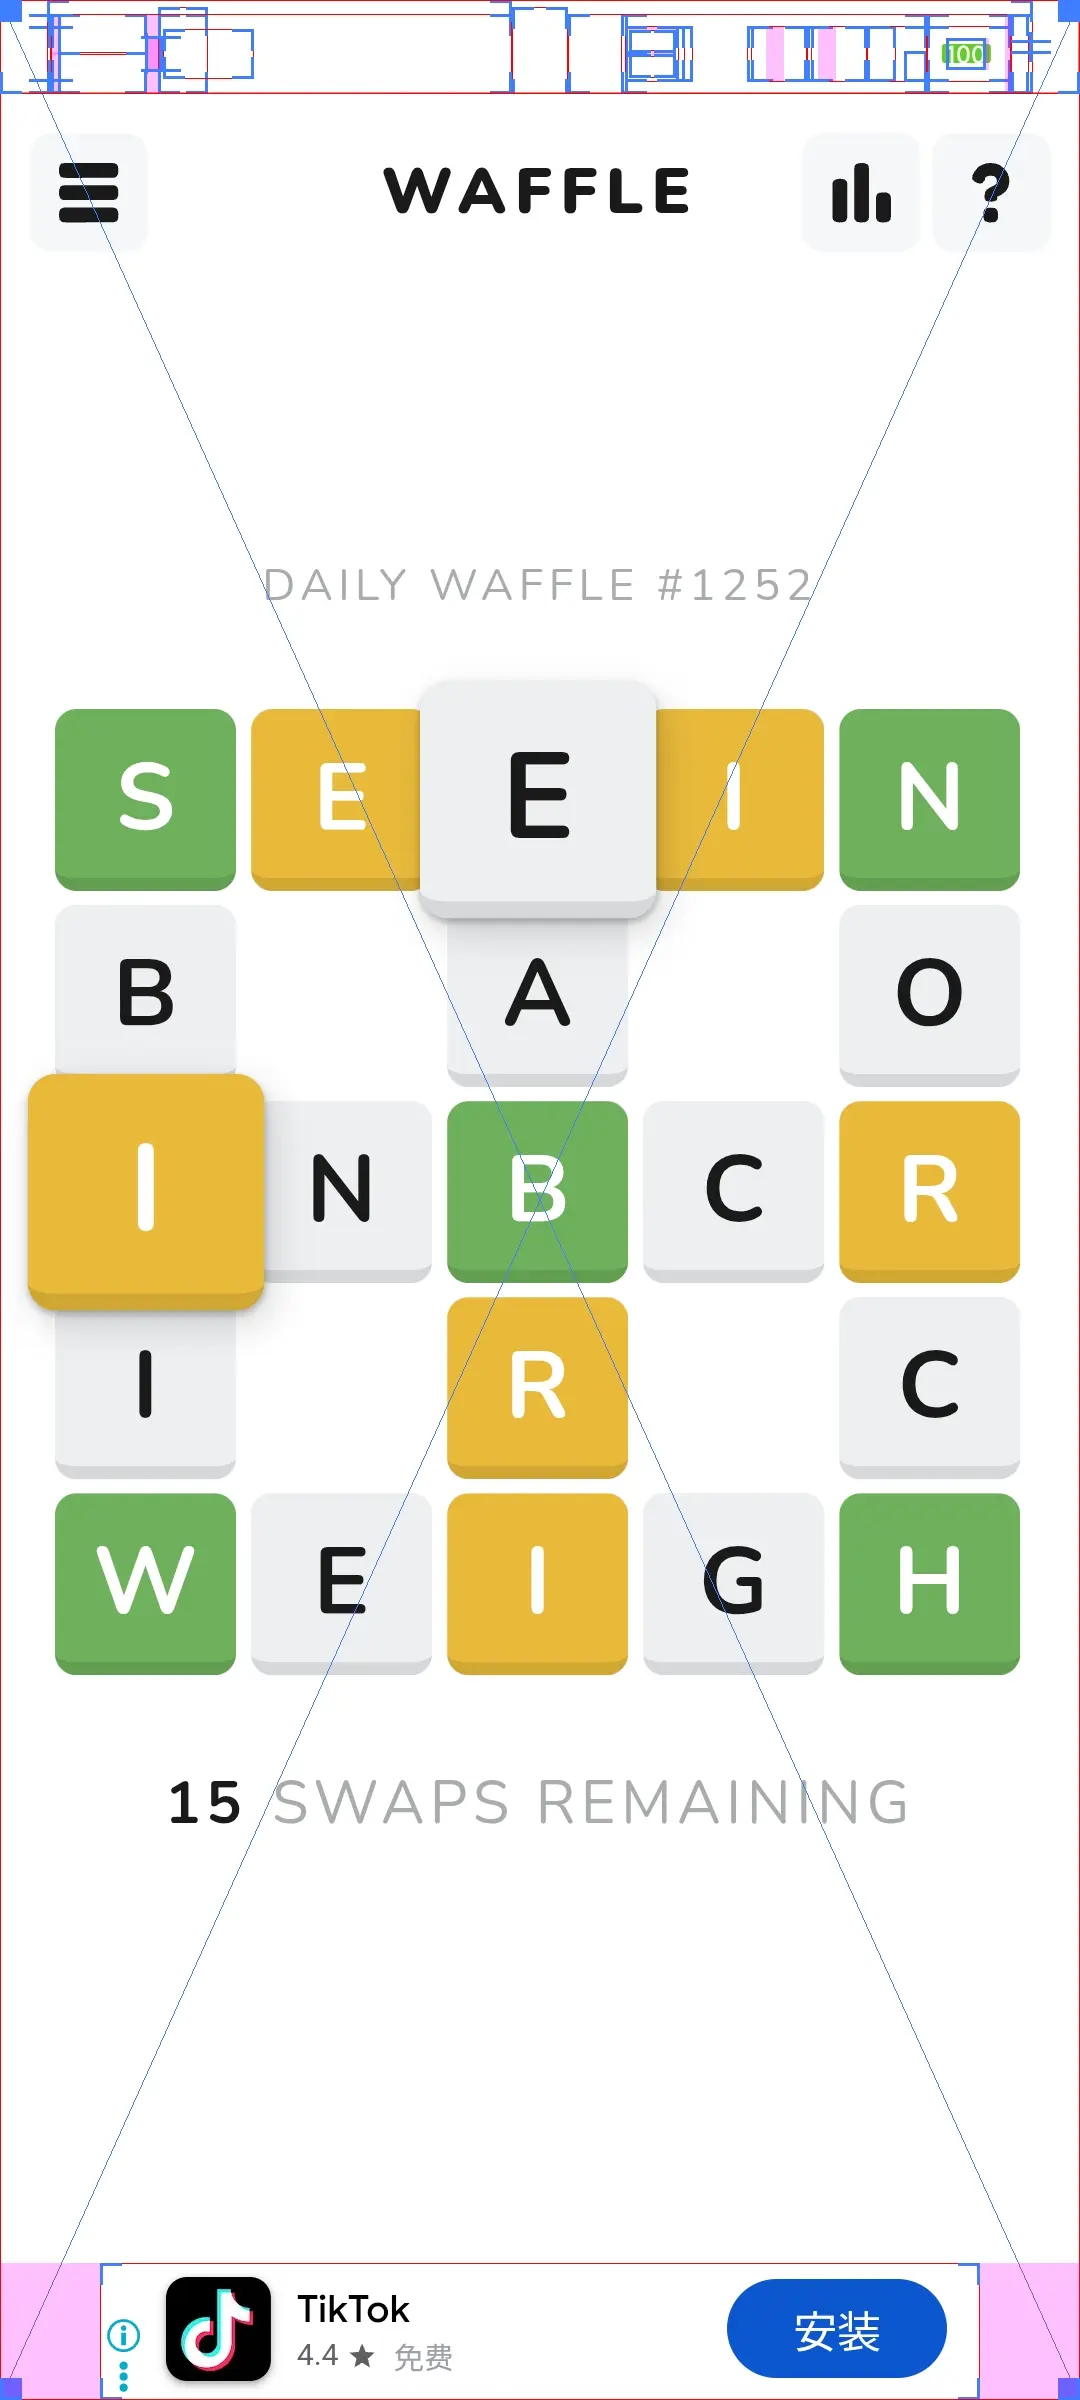 100
WAFFLE
?
DAILY WAFFLE #1252
S E E I N
B A O
I N B C R
I R C
W E I G H
15 SWAPS REMAINING
TikTok
4.4 ★ 免费
安装